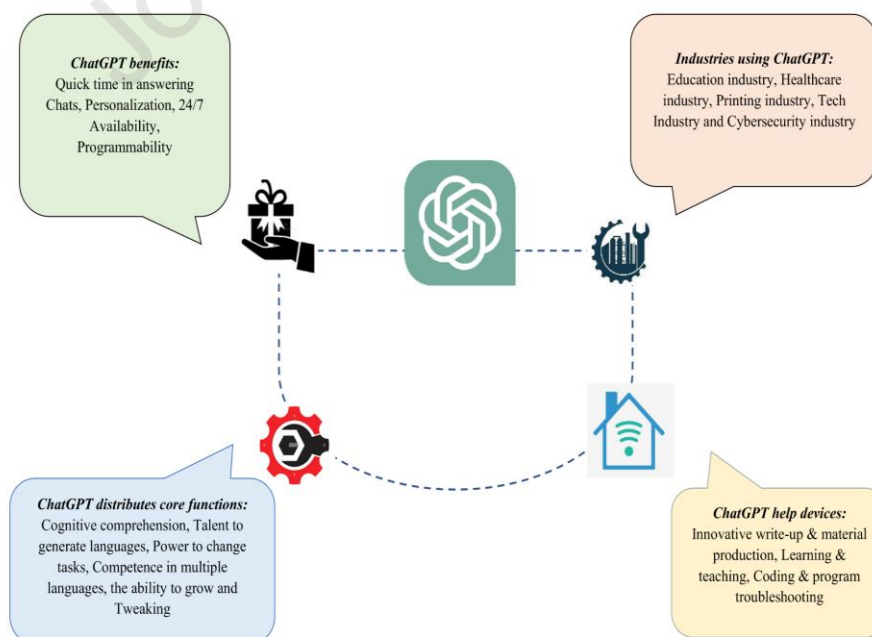 Jo
ChatGPT benefits:
Quick time in answering
Chats, Personalization, 24/7
Availability,
Programmability
Industries using ChatGPT:
Education industry, Healthcare
industry, Printing industry, Tech
Industry and Cybersecurity industry
ChatGPT distributes core functions:
Cognitive comprehension, Talent to
generate languages, Power to change
tasks, Competence in multiple
languages, the ability to grow and
Tweaking
ChatGPT help devices:
Innovative write-up & material
production, Learning &
teaching, Coding & program
troubleshooting